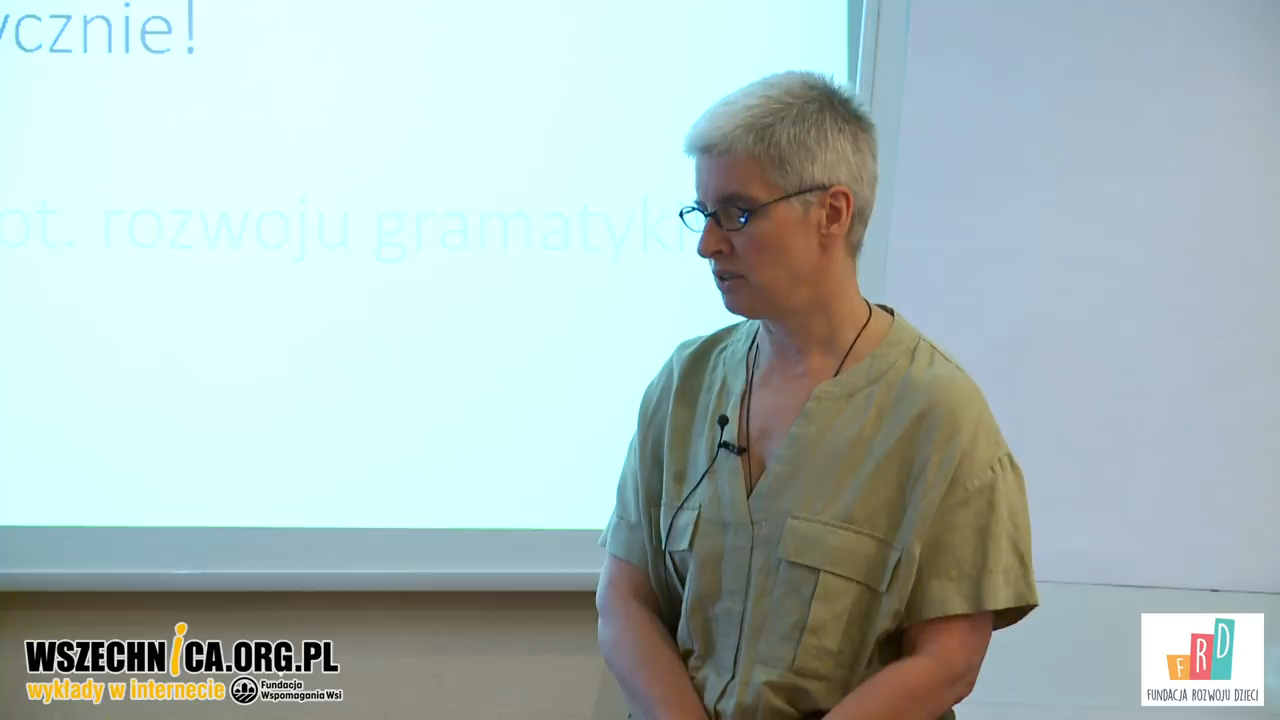 ycznie!
ot. rozwoju gramatyki
WSZECHNICA.ORG.PL
wykłady w internecie
Fundacja
Wspomagania Wsi
FRD
FUNDACJA ROZWOJU DZIECI